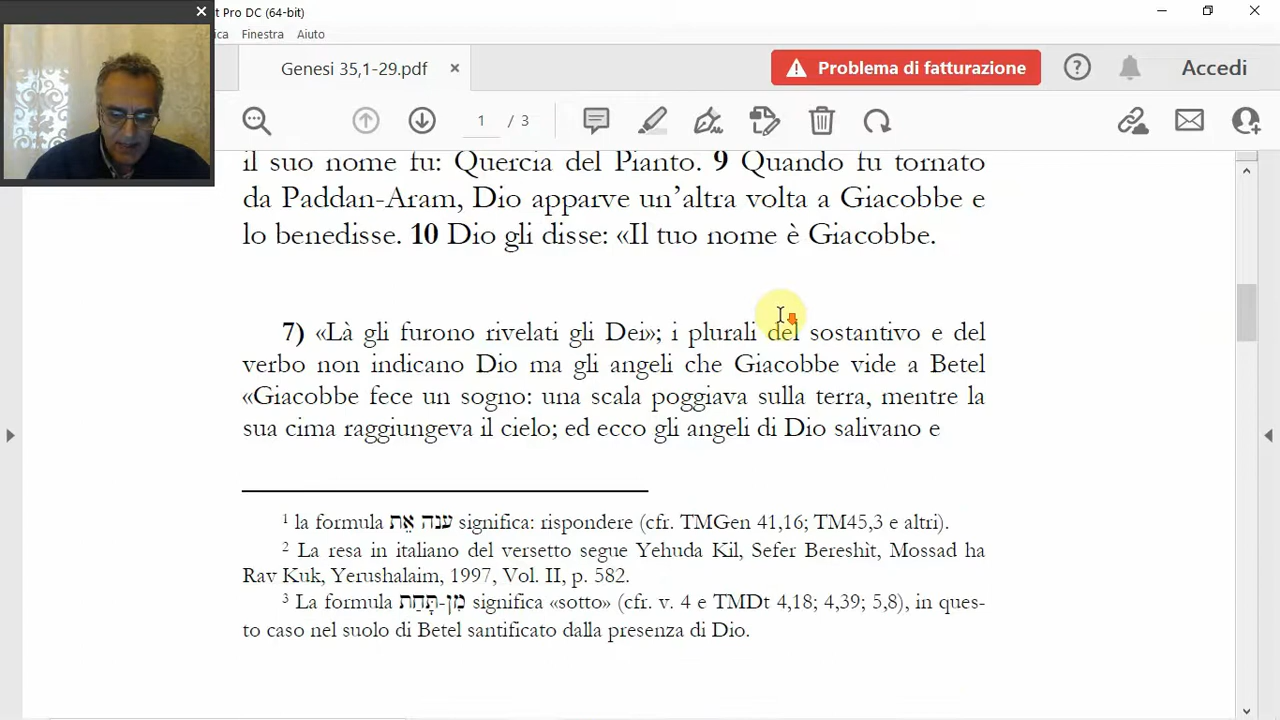 t Pro DC (64-bit)
ica Finestra Aiuto
Genesi 35,1-29.pdf
Problema di fatturazione
Accedi
1 / 3
il suo nome fu: Quercia del Pianto. 9 Quando fu tornato
da Paddan-Aram, Dio apparve un’altra volta a Giacobbe e
lo benedisse. 10 Dio gli disse: «Il tuo nome è Giacobbe.
7) «Là gli furono rivelati gli Dei»; i plurali del sostantivo e del
verbo non indicano Dio ma gli angeli che Giacobbe vide a Betel
«Giacobbe fece un sogno: una scala poggiava sulla terra, mentre la
sua cima raggiungeva il cielo; ed ecco gli angeli di Dio salivano e
1 la formula ענה אֵת significa: rispondere (cfr. TMGen 41,16; TM45,3 e altri).
2 La resa in italiano del versetto segue Yehuda Kil, Sefer Bereshìt, Mossad ha
Rav Kuk, Yerushalaim, 1997, Vol. II, p. 582.
3 La formula מִן-תָּחַת significa «sotto» (cfr. v. 4 e TMDt 4,18; 4,39; 5,8), in ques-
to caso nel suolo di Betel santificato dalla presenza di Dio.